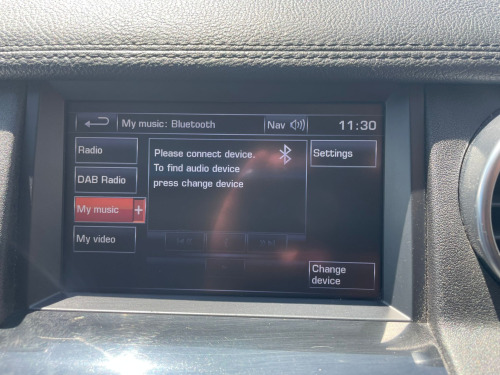 My music: Bluetooth
Nav
11:30
Radio
DAB Radio
My music +
My video
Please connect device.
To find audio device
press change device
Settings
Change
device